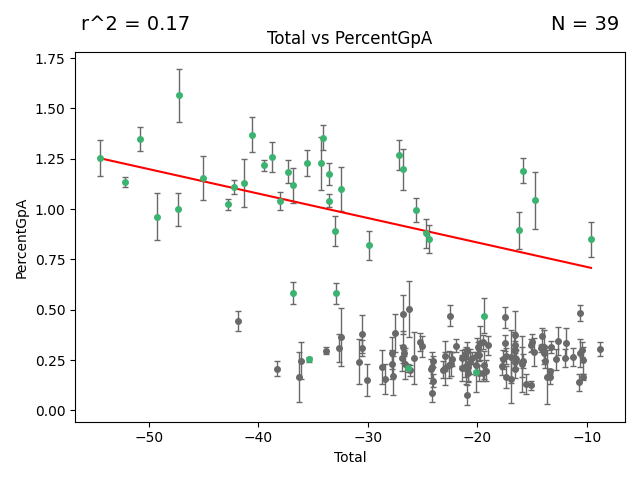 r^2 = 0.17 N = 39
Total vs PercentGpA
1.75
1.50
1.25
1.00
0.75
0.50
0.25
0.00
PercentGpA
−50 −40 −30 −20 −10
Total